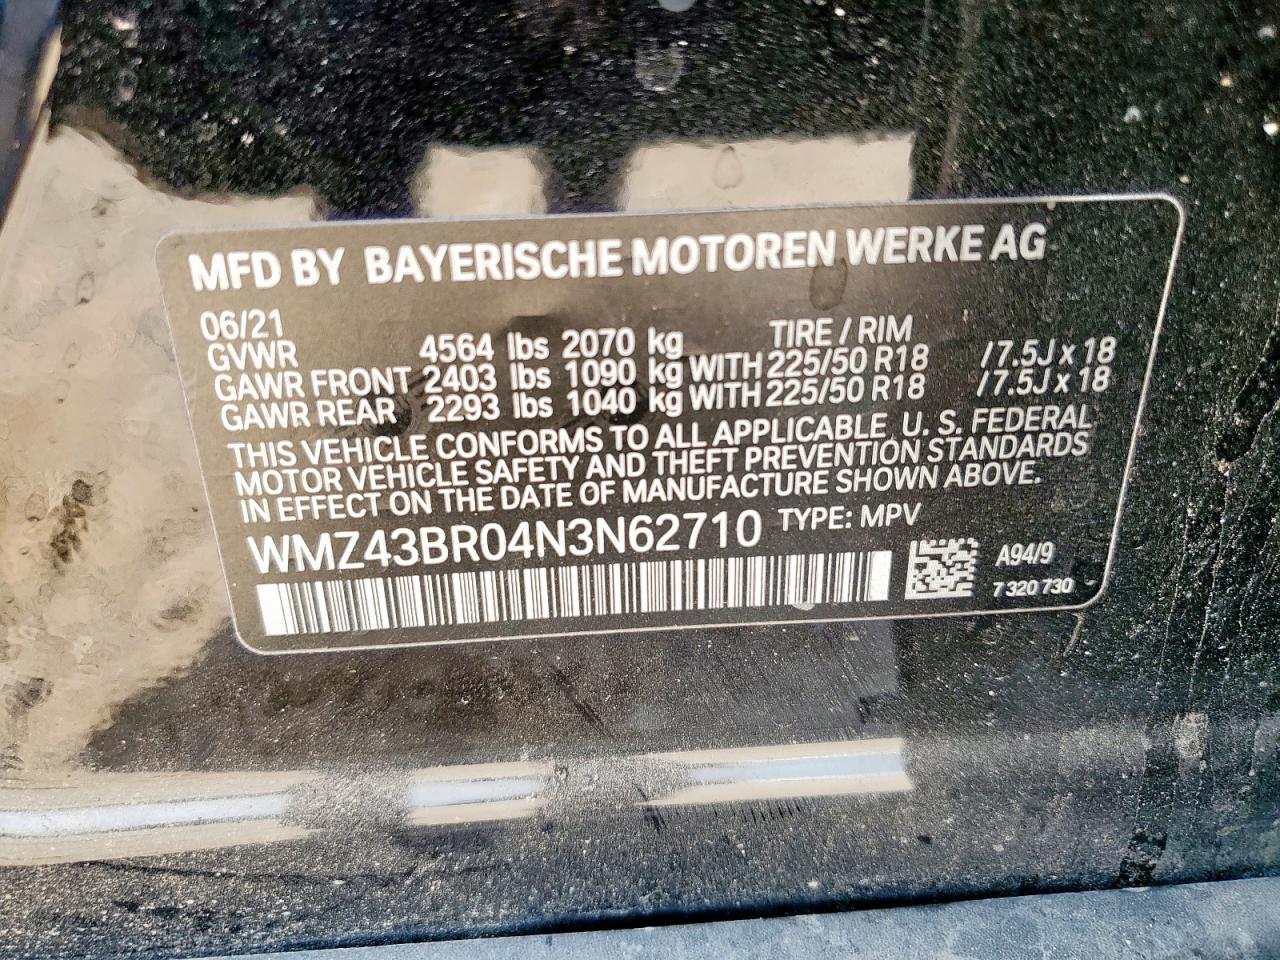 MFD BY BAYERISCHE MOTOREN WERKE AG
06/21 TIRE / RIM
GVWR 4564 lbs 2070 kg
GAWR FRONT 2403 lbs 1090 kg WITH 225/50 R18 /7.5J x 18
GAWR REAR 2293 lbs 1040 kg WITH 225/50 R18 /7.5J x 18
THIS VEHICLE CONFORMS TO ALL APPLICABLE U. S. FEDERAL
MOTOR VEHICLE SAFETY AND THEFT PREVENTION STANDARDS
IN EFFECT ON THE DATE OF MANUFACTURE SHOWN ABOVE.
WMZ43BR04N3N62710 TYPE: MPV
A94/9
7 320 730